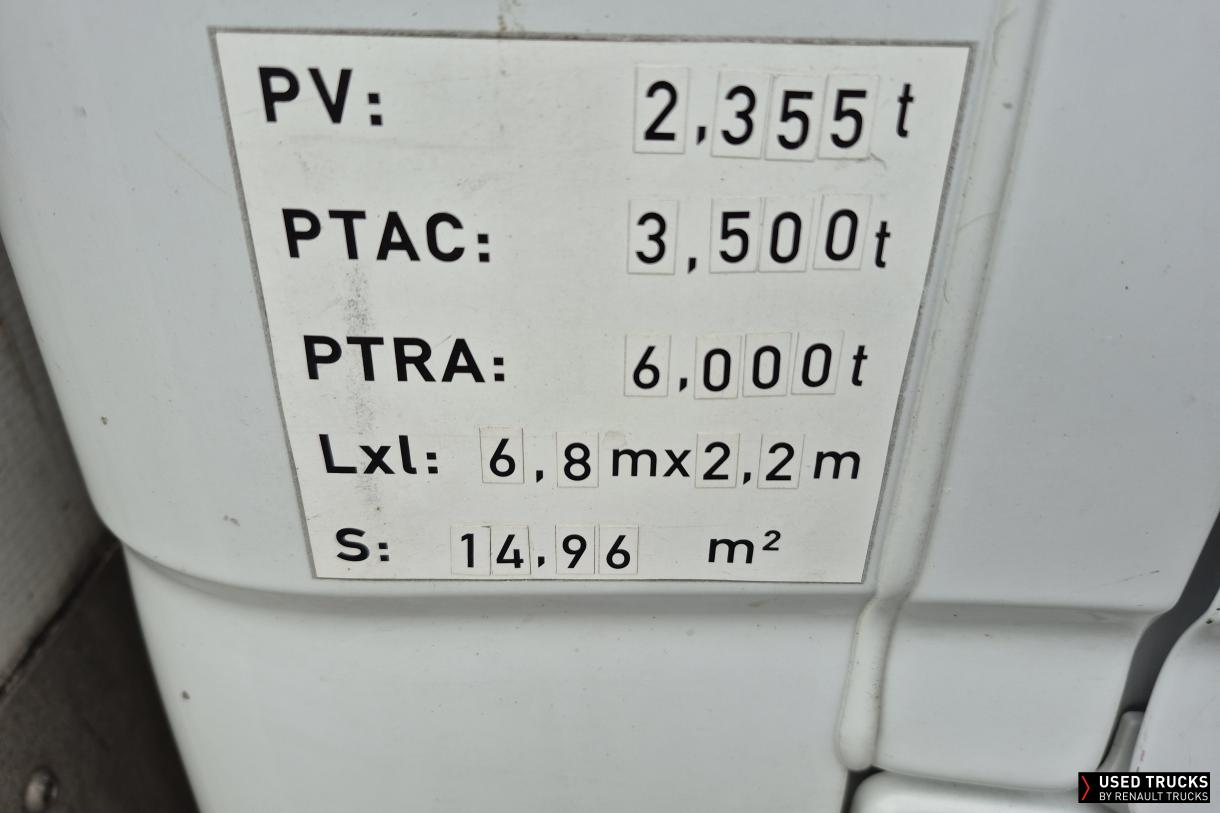 PV: 2,355 t
PTAC: 3,500 t
PTRA: 6,000 t
Lxl: 6,8 m x 2,2 m
S: 14,96 m²
USED TRUCKS
BY RENAULT TRUCKS